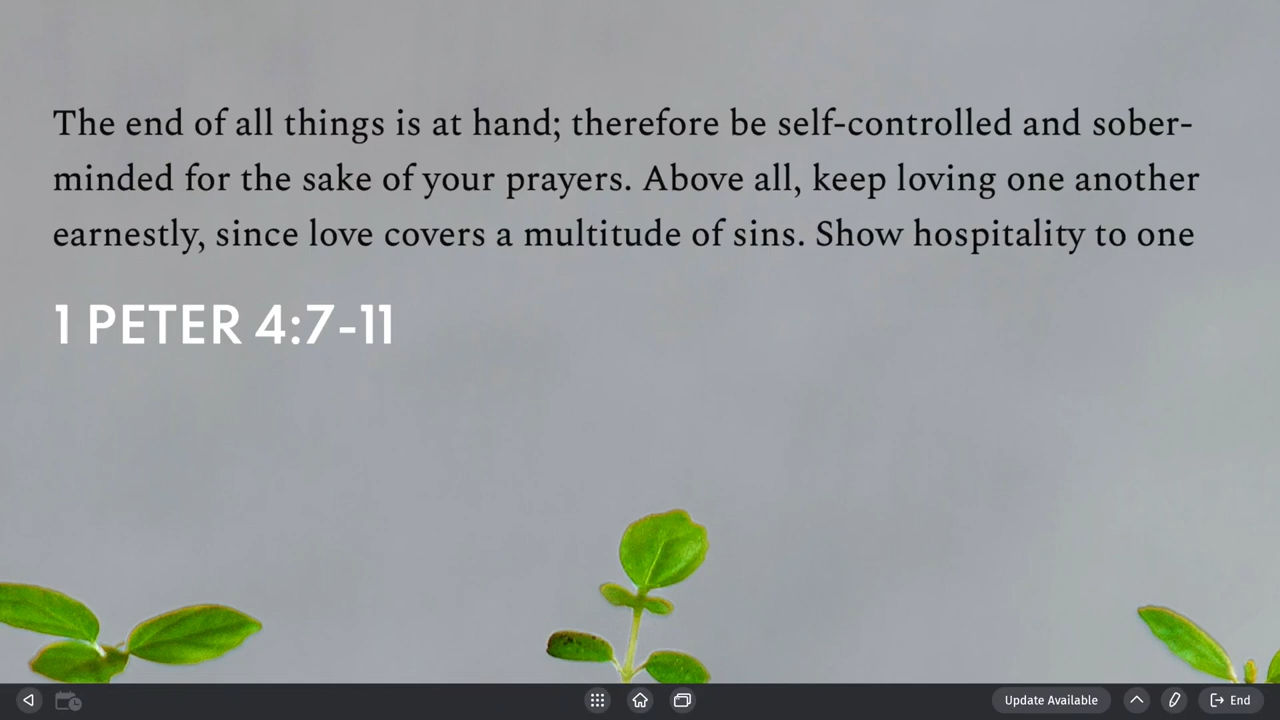 The end of all things is at hand; therefore be self-controlled and sober-
minded for the sake of your prayers. Above all, keep loving one another
earnestly, since love covers a multitude of sins. Show hospitality to one
1 PETER 4:7-11
Update Available
End